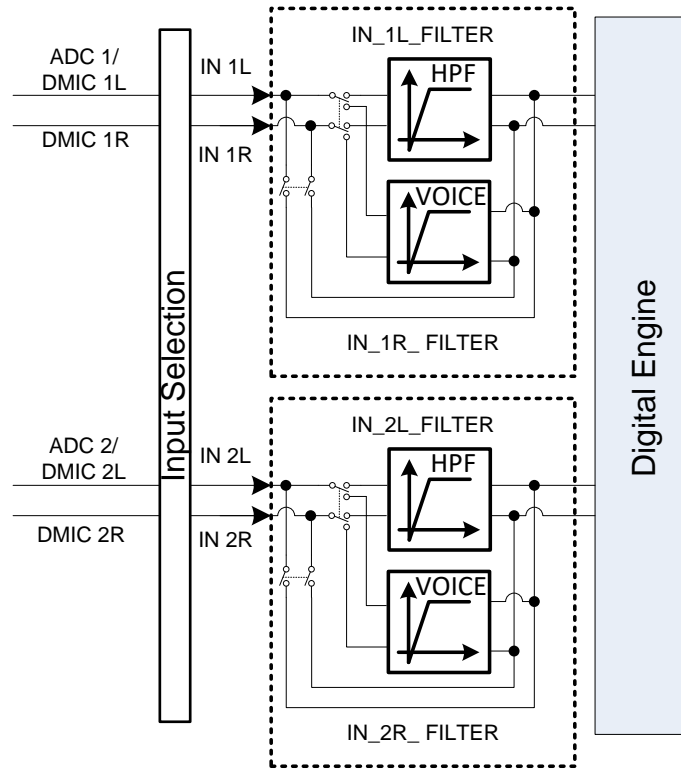 IN_1L_FILTER
ADC 1/
DMIC 1L
IN 1L
HPF
DMIC 1R
IN 1R
VOICE
IN_1R_ FILTER
Input Selection
Digital Engine
IN_2L_FILTER
ADC 2/
DMIC 2L
IN 2L
HPF
DMIC 2R
IN 2R
VOICE
IN_2R_ FILTER